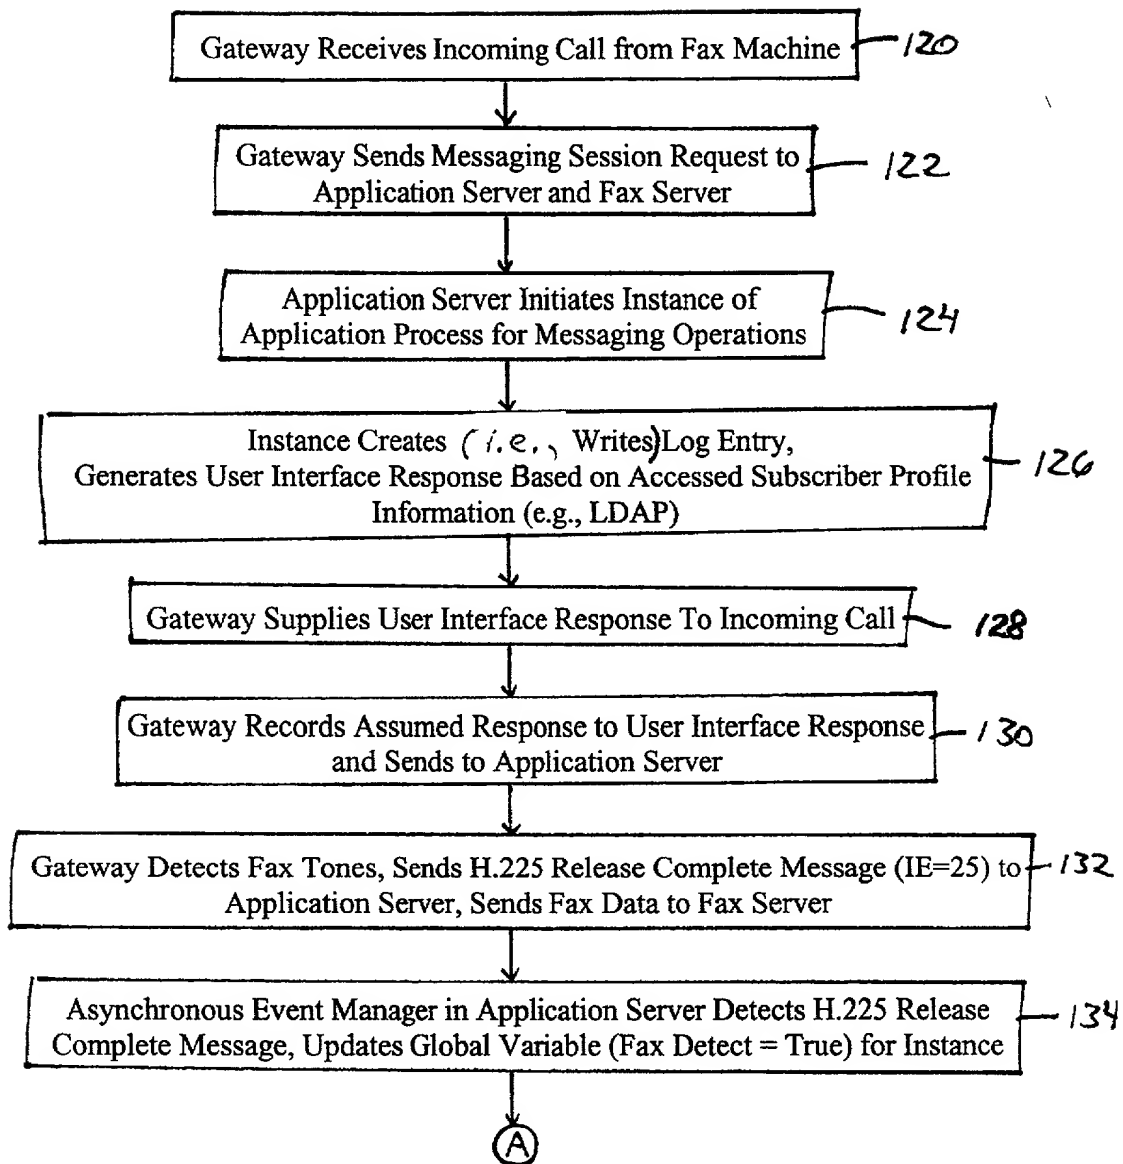 Gateway Receives Incoming Call from Fax Machine 120
Gateway Sends Messaging Session Request to
Application Server and Fax Server
122
Application Server Initiates Instance of
Application Process for Messaging Operations
124
Instance Creates (i.e., Writes) Log Entry,
Generates User Interface Response Based on Accessed Subscriber Profile
Information (e.g., LDAP)
126
Gateway Supplies User Interface Response To Incoming Call 128
Gateway Records Assumed Response to User Interface Response
and Sends to Application Server
130
Gateway Detects Fax Tones, Sends H.225 Release Complete Message (IE=25) to
Application Server, Sends Fax Data to Fax Server
132
Asynchronous Event Manager in Application Server Detects H.225 Release
Complete Message, Updates Global Variable (Fax Detect = True) for Instance
134
A